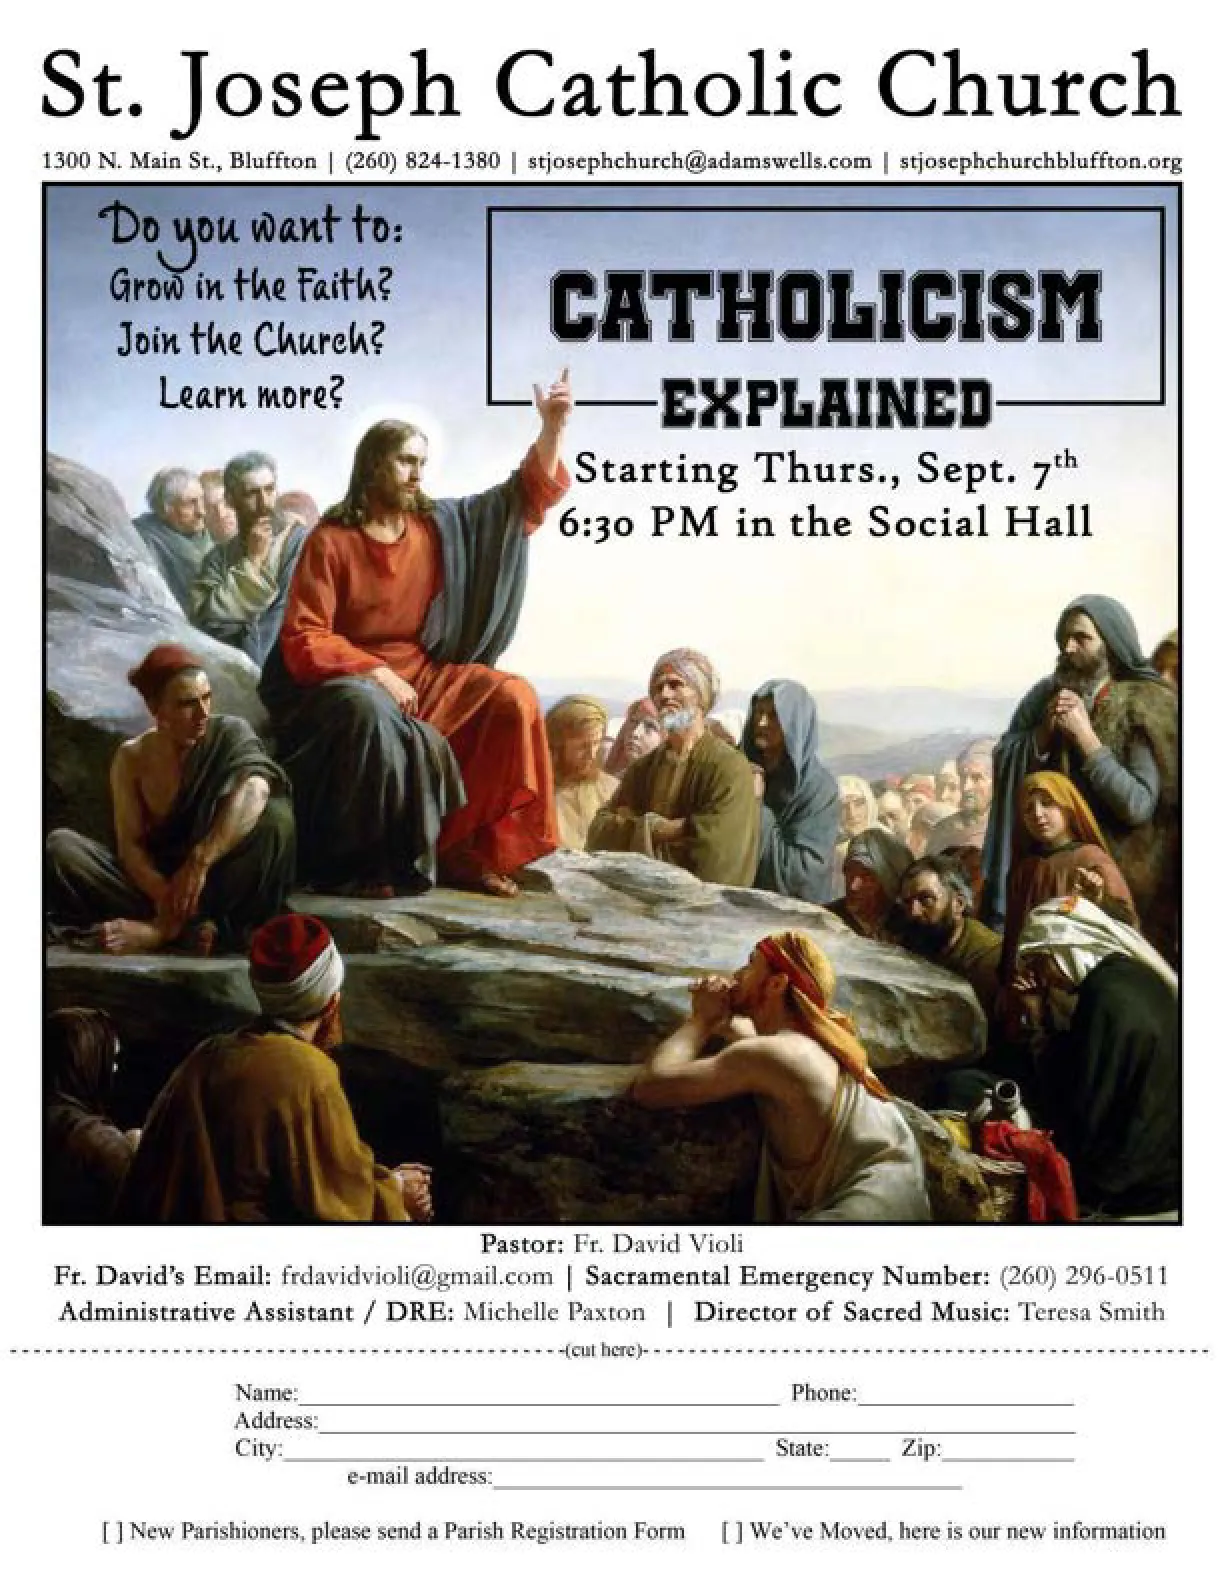 St. Joseph Catholic Church
1300 N. Main St., Bluffton | (260) 824-1380 | stjosephchurch@adamswells.com | stjosephchurchbluffton.org
Do you want to:
Grow in the Faith?
Join the Church?
Learn more?
CATHOLICISM
EXPLAINED
Starting Thurs., Sept. 7th
6:30 PM in the Social Hall
Pastor: Fr. David Violi
Fr. David's Email: frdavidvioli@gmail.com | Sacramental Emergency Number: (260) 296-0511
Administrative Assistant / DRE: Michelle Paxton | Director of Sacred Music: Teresa Smith
(cut here)
Name: Phone:
Address:
City: State: Zip:
e-mail address:
[ ] New Parishioners, please send a Parish Registration Form [ ] We've Moved, here is our new information